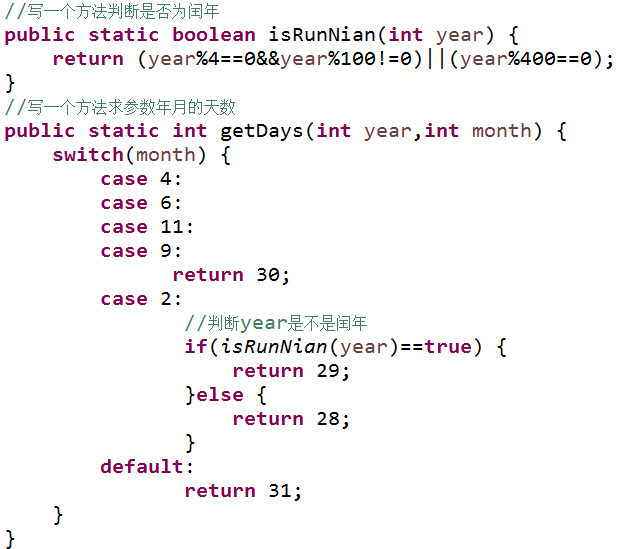 //写一个方法判断是否为闰年
public static boolean isRunNian(int year) {
    return (year%4==0&&year%100!=0)||(year%400==0);
}
//写一个方法求参数年月的天数
public static int getDays(int year,int month) {
    switch(month) {
        case 4:
        case 6:
        case 11:
        case 9:
              return 30;
        case 2:
               //判断year是不是闰年
               if(isRunNian(year)==true) {
                   return 29;
               }else {
                   return 28;
               }
        default:
               return 31;
    }
}